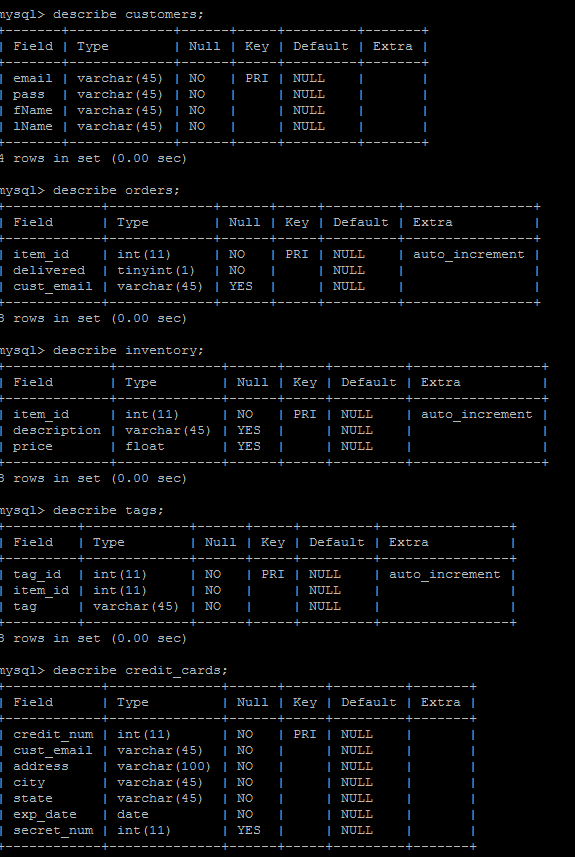 mysql> describe customers;
+-------+-------------+------+-----+---------+-------+
| Field | Type        | Null | Key | Default | Extra |
+-------+-------------+------+-----+---------+-------+
| email | varchar(45) | NO   | PRI | NULL    |       |
| pass  | varchar(45) | NO   |     | NULL    |       |
| fName | varchar(45) | NO   |     | NULL    |       |
| lName | varchar(45) | NO   |     | NULL    |       |
+-------+-------------+------+-----+---------+-------+
4 rows in set (0.00 sec)
mysql> describe orders;
+------------+-------------+------+-----+---------+----------------+
| Field      | Type        | Null | Key | Default | Extra          |
+------------+-------------+------+-----+---------+----------------+
| item_id    | int(11)     | NO   | PRI | NULL    | auto_increment |
| delivered  | tinyint(1)  | NO   |     | NULL    |                |
| cust_email | varchar(45) | YES  |     | NULL    |                |
+------------+-------------+------+-----+---------+----------------+
3 rows in set (0.00 sec)
mysql> describe inventory;
+-------------+-------------+------+-----+---------+----------------+
| Field       | Type        | Null | Key | Default | Extra          |
+-------------+-------------+------+-----+---------+----------------+
| item_id     | int(11)     | NO   | PRI | NULL    | auto_increment |
| description | varchar(45) | YES  |     | NULL    |                |
| price       | float       | YES  |     | NULL    |                |
+-------------+-------------+------+-----+---------+----------------+
3 rows in set (0.00 sec)
mysql> describe tags;
+---------+-------------+------+-----+---------+----------------+
| Field   | Type        | Null | Key | Default | Extra          |
+---------+-------------+------+-----+---------+----------------+
| tag_id  | int(11)     | NO   | PRI | NULL    | auto_increment |
| item_id | int(11)     | NO   |     | NULL    |                |
| tag     | varchar(45) | NO   |     | NULL    |                |
+---------+-------------+------+-----+---------+----------------+
3 rows in set (0.00 sec)
mysql> describe credit_cards;
+------------+--------------+------+-----+---------+-------+
| Field      | Type         | Null | Key | Default | Extra |
+------------+--------------+------+-----+---------+-------+
| credit_num | int(11)      | NO   | PRI | NULL    |       |
| cust_email | varchar(45)  | NO   |     | NULL    |       |
| address    | varchar(100) | NO   |     | NULL    |       |
| city       | varchar(45)  | NO   |     | NULL    |       |
| state      | varchar(45)  | NO   |     | NULL    |       |
| exp_date   | date         | NO   |     | NULL    |       |
| secret_num | int(11)      | YES  |     | NULL    |       |
+------------+--------------+------+-----+---------+-------+